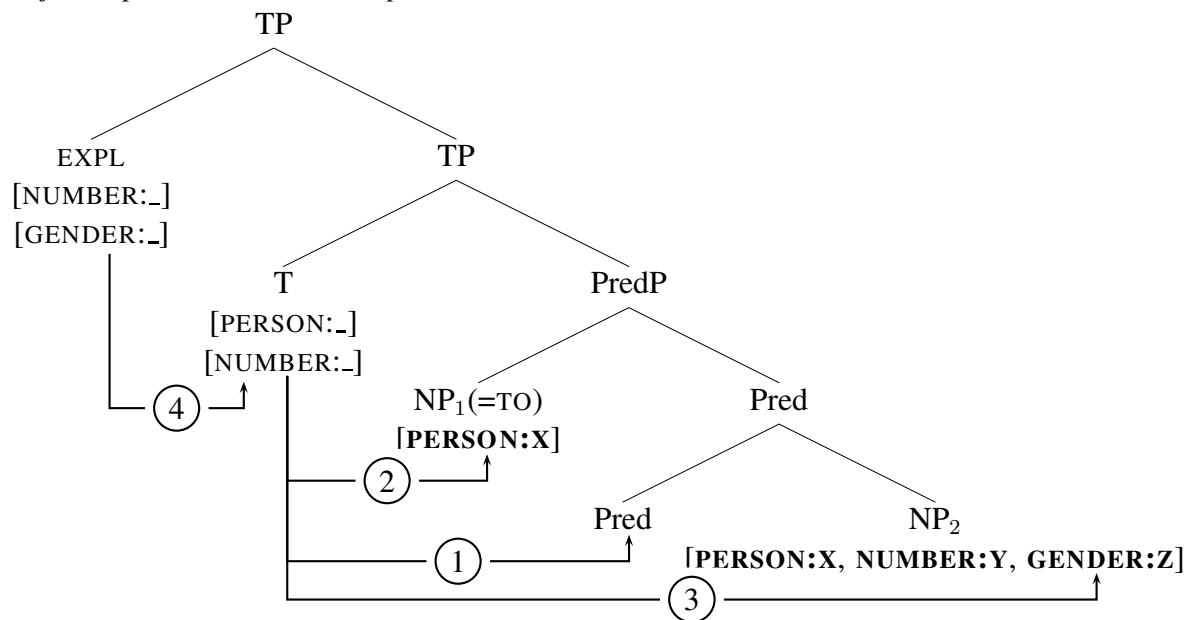 TP
EXPL
[NUMBER:_]
[GENDER:_]
TP
T
[PERSON:_]
[NUMBER:_]
PredP
NP₁(=TO)
[PERSON:X]
Pred
Pred
NP₂
[PERSON:X, NUMBER:Y, GENDER:Z]
4
2
1
3